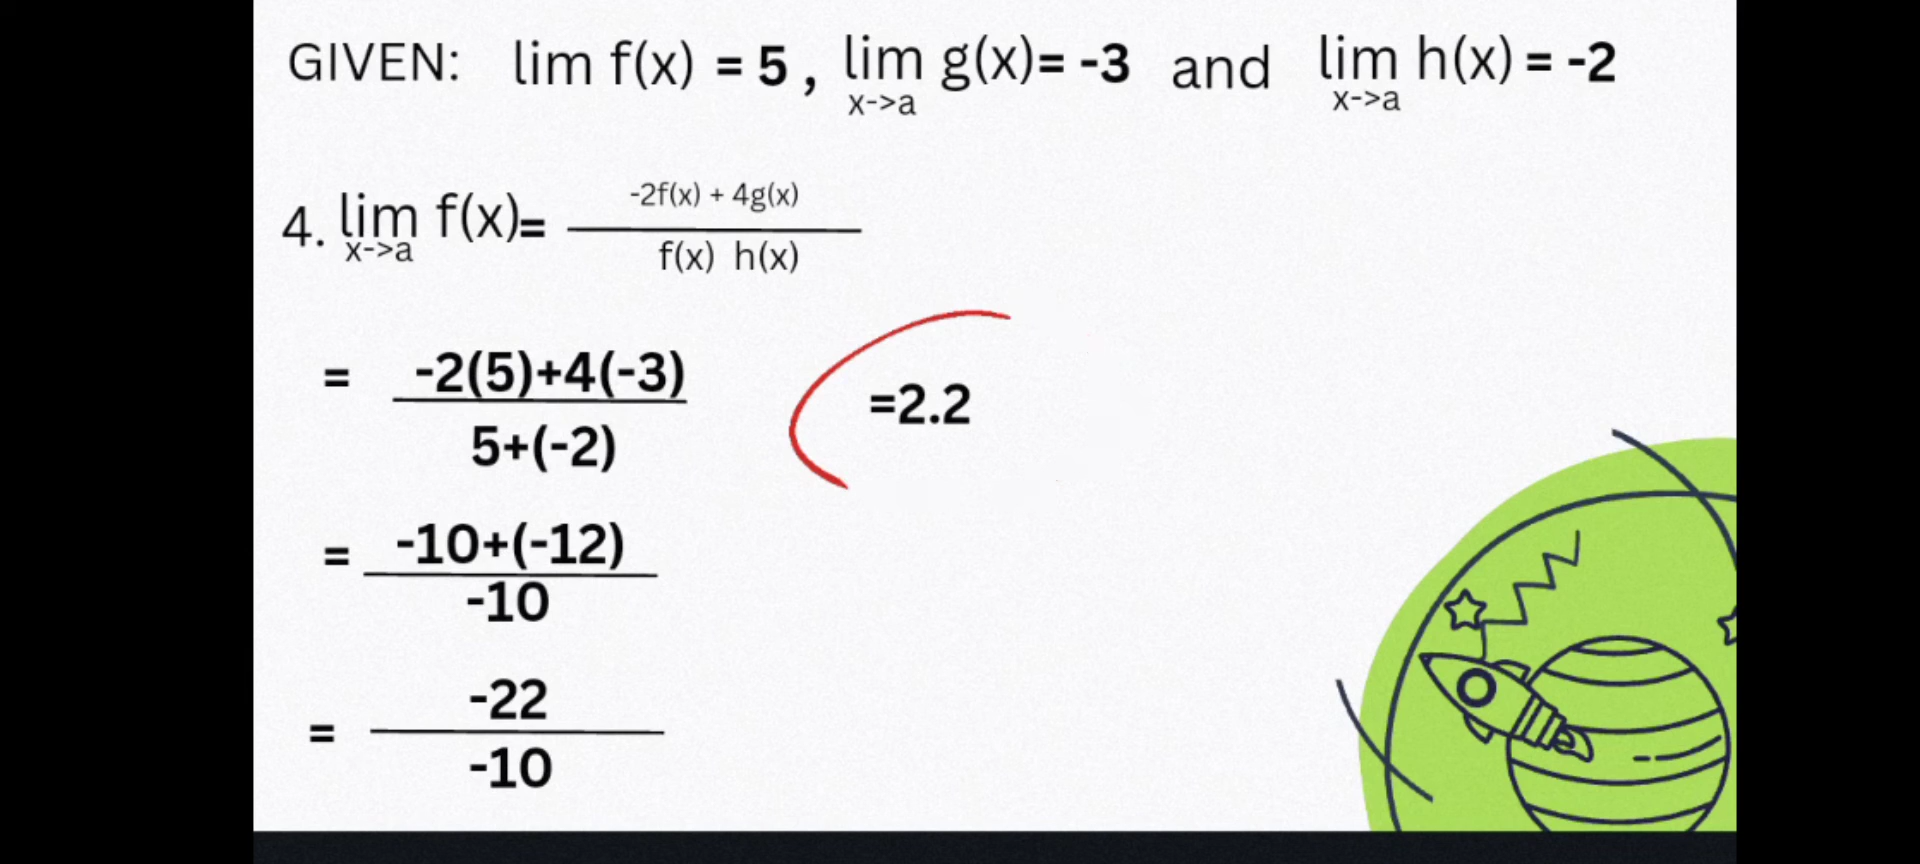 GIVEN: lim f(x) = 5 , lim g(x)= -3 and lim h(x) = -2
x->a x->a
4. lim f(x)= -2f(x) + 4g(x)
x->a f(x) h(x)
= -2(5)+4(-3)
5+(-2)
=2.2
= -10+(-12)
-10
= -22
-10